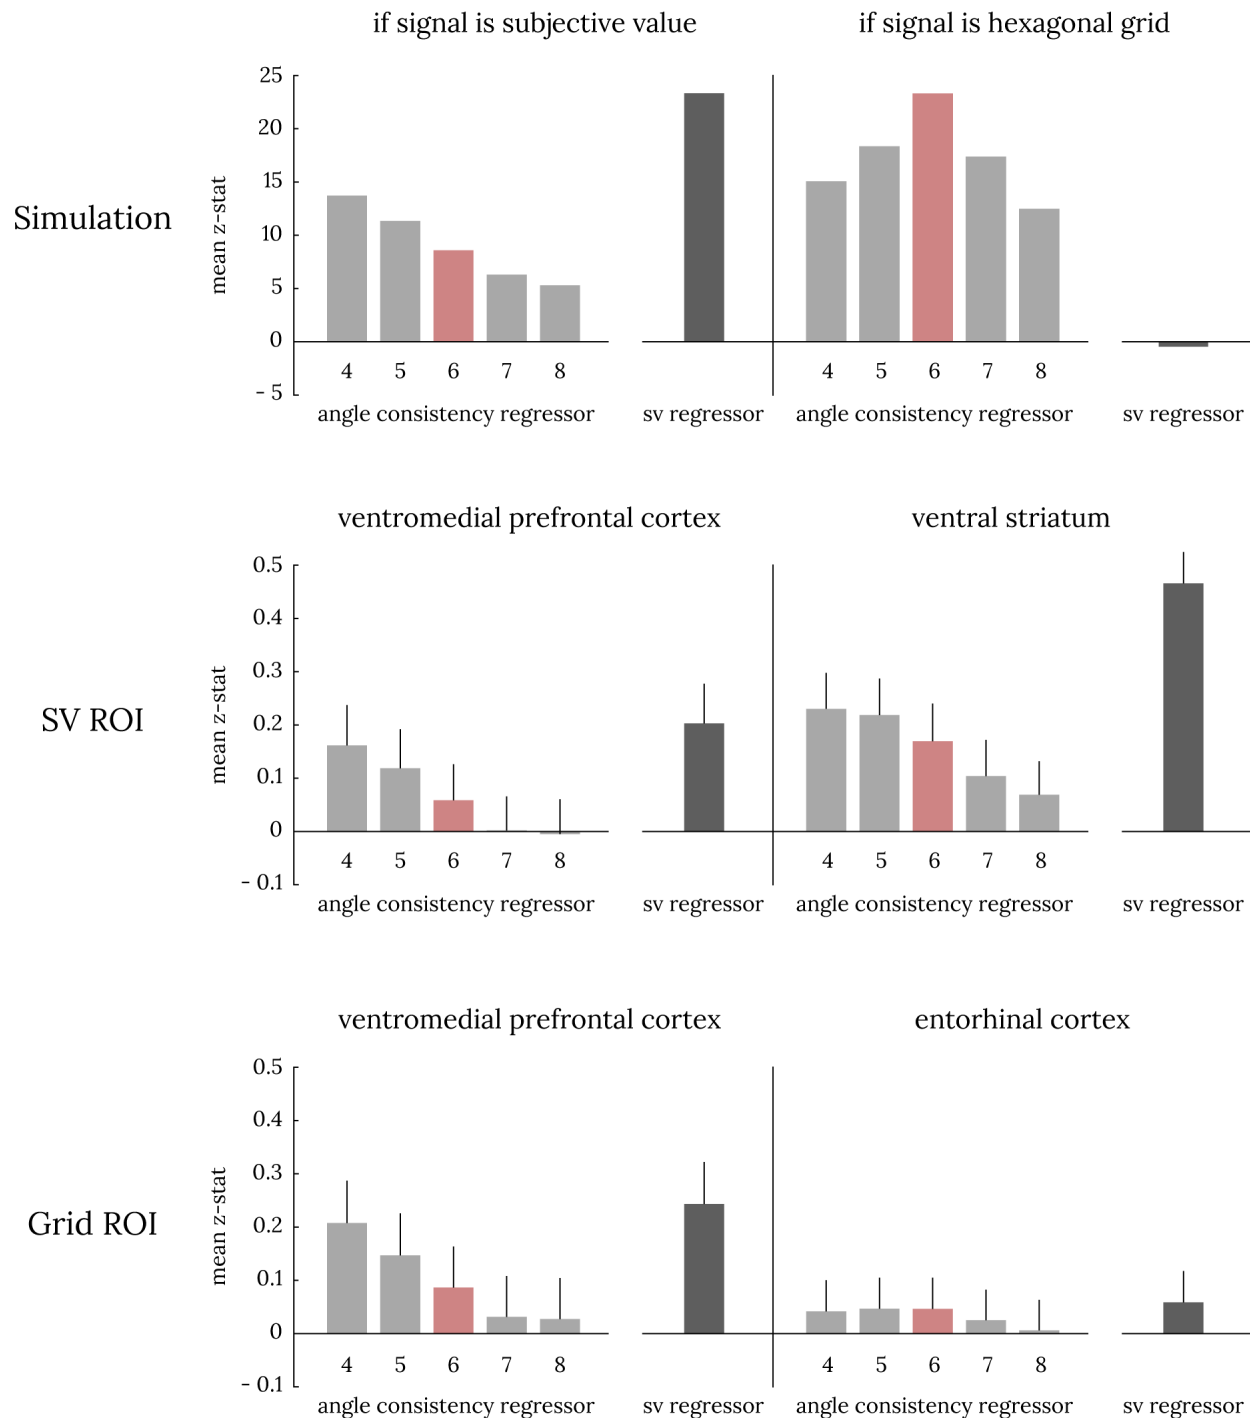 if signal is subjective value
if signal is hexagonal grid
Simulation
mean z-stat
25
20
15
10
5
0
- 5
4 5 6 7 8
angle consistency regressor
sv regressor
4 5 6 7 8
angle consistency regressor
sv regressor
ventromedial prefrontal cortex
ventral striatum
SV ROI
mean z-stat
0.5
0.4
0.3
0.2
0.1
0
- 0.1
4 5 6 7 8
angle consistency regressor
sv regressor
4 5 6 7 8
angle consistency regressor
sv regressor
ventromedial prefrontal cortex
entorhinal cortex
Grid ROI
mean z-stat
0.5
0.4
0.3
0.2
0.1
0
- 0.1
4 5 6 7 8
angle consistency regressor
sv regressor
4 5 6 7 8
angle consistency regressor
sv regressor